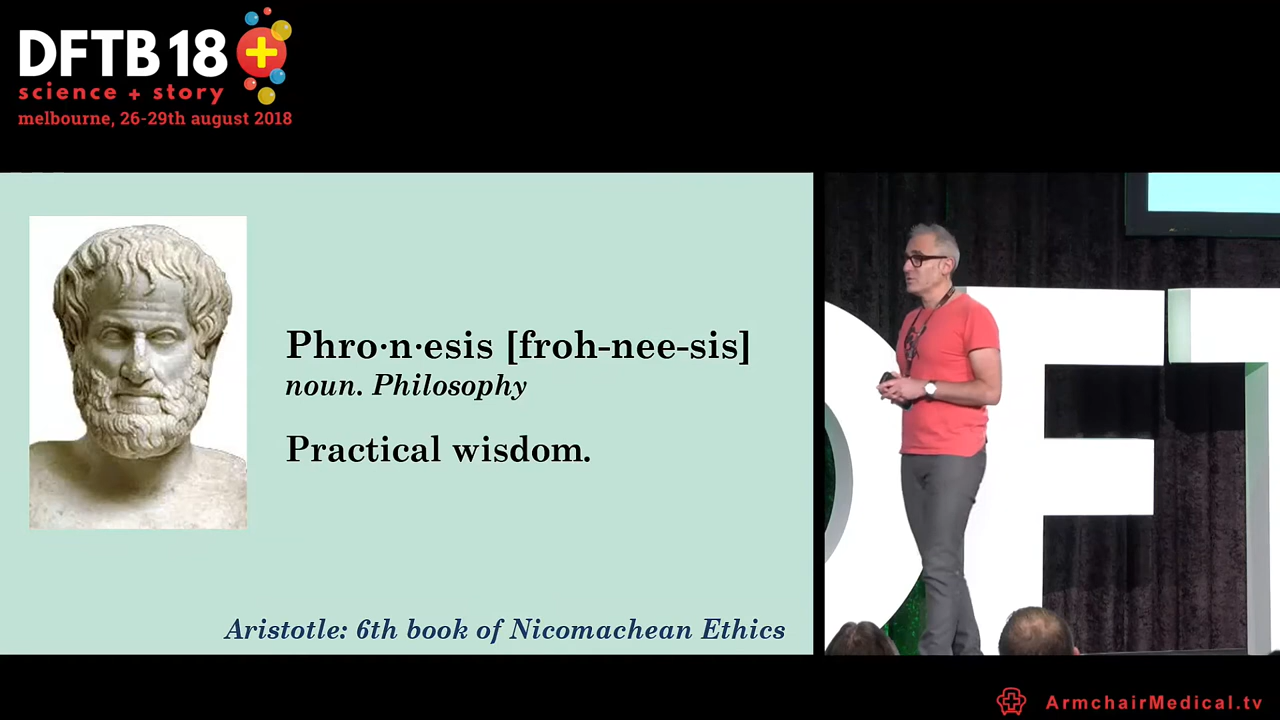 DFTB 18
science + story
melbourne, 26-29th august 2018
Phro·n·esis [froh-nee-sis]
noun. Philosophy
Practical wisdom.
Aristotle: 6th book of Nicomachean Ethics
DFT
ArmchairMedical.tv